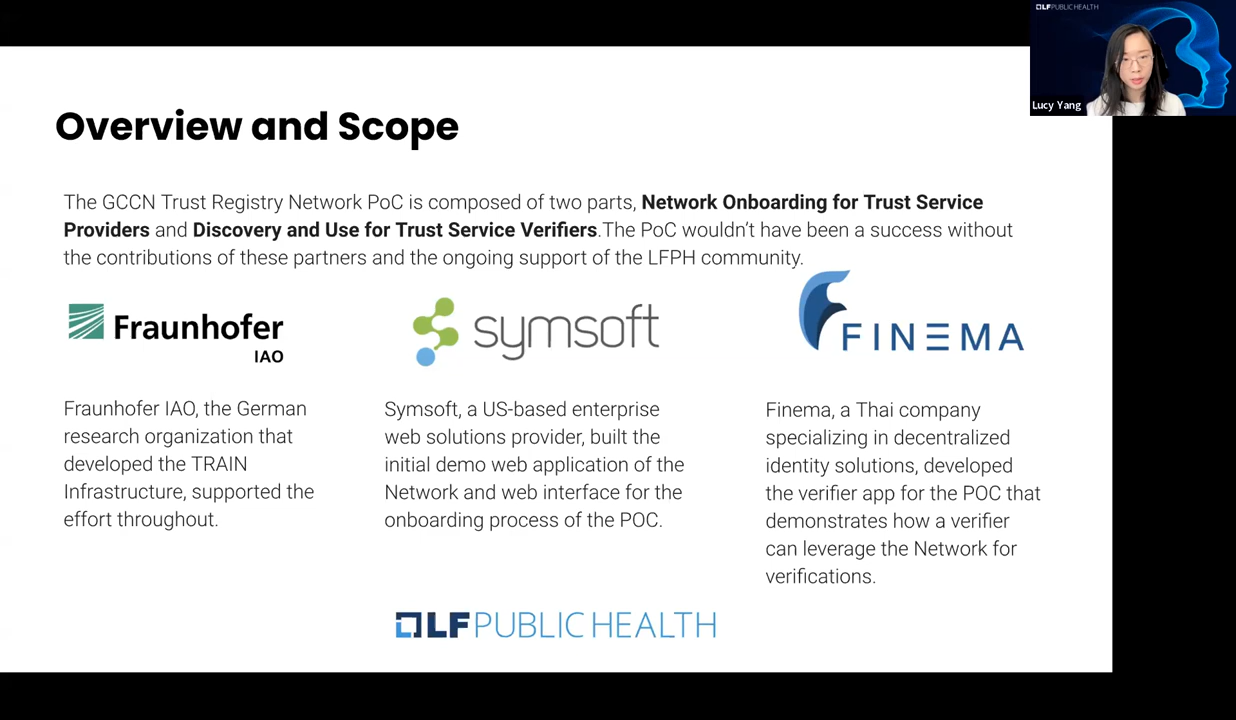 LFPUBLICHEALTH
Lucy Yang
Overview and Scope
The GCCN Trust Registry Network PoC is composed of two parts, Network Onboarding for Trust Service
Providers and Discovery and Use for Trust Service Verifiers.The PoC wouldn’t have been a success without
the contributions of these partners and the ongoing support of the LFPH community.
Fraunhofer
IAO
Fraunhofer IAO, the German
research organization that
developed the TRAIN
Infrastructure, supported the
effort throughout.
symsoft
Symsoft, a US-based enterprise
web solutions provider, built the
initial demo web application of the
Network and web interface for the
onboarding process of the POC.
FINEMA
Finema, a Thai company
specializing in decentralized
identity solutions, developed
the verifier app for the POC that
demonstrates how a verifier
can leverage the Network for
verifications.
LFPUBLICHEALTH